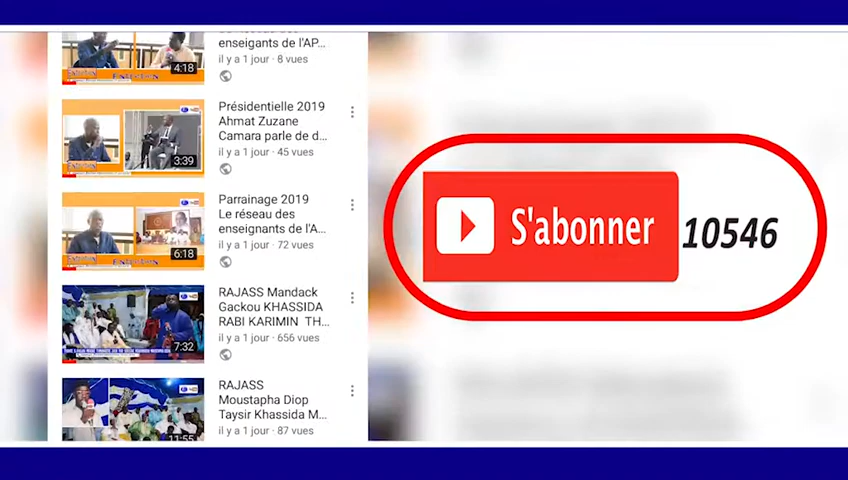 enseigants de l'AP...
il y a 1 jour · 8 vues
4:18
Présidentielle 2019
Ahmat Zuzane
Camara parle de d...
il y a 1 jour · 45 vues
3:39
Parrainage 2019
Le réseau des
enseignants de l'A...
il y a 1 jour · 72 vues
6:18
RAJASS Mandack
Gackou KHASSIDA
RABI KARIMIN TH...
il y a 1 jour · 656 vues
7:32
RAJASS
Moustapha Diop
Taysir Khassida M...
il y a 1 jour · 87 vues
11:55
S'abonner
10546